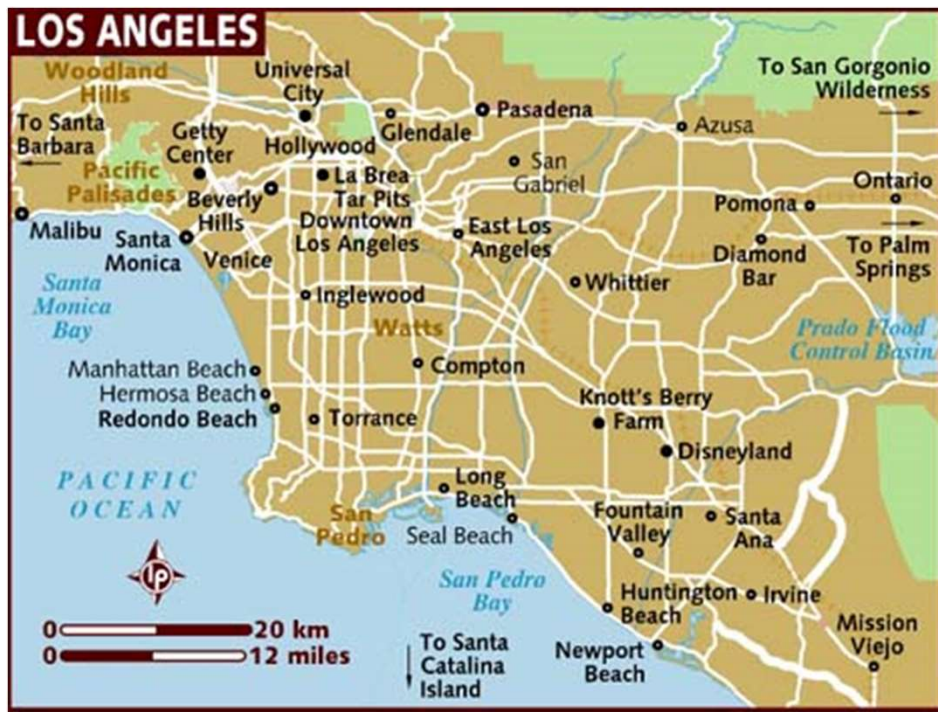 LOS ANGELES
Woodland
Hills
Universal
City
To San Gorgonio
Wilderness
To Santa
Barbara
Getty
Center
Hollywood
Glendale
Pasadena
Azusa
Pacific
Palisades
La Brea
Tar Pits
San
Gabriel
Ontario
Beverly
Hills
Downtown
Los Angeles
Pomona
Malibu
Santa
Monica
Venice
East Los
Angeles
Diamond
Bar
To Palm
Springs
Santa
Monica
Bay
Inglewood
Whittier
Watts
Prado Flood
Control Basin
Manhattan Beach
Hermosa Beach
Redondo Beach
Compton
Torrance
Knott's Berry
Farm
Disneyland
PACIFIC
OCEAN
Long
Beach
San
Pedro
Seal Beach
Fountain
Valley
Santa
Ana
San Pedro
Bay
Huntington
Beach
Irvine
Mission
Viejo
Newport
Beach
To Santa
Catalina
Island
lp
0 20 km
0 12 miles